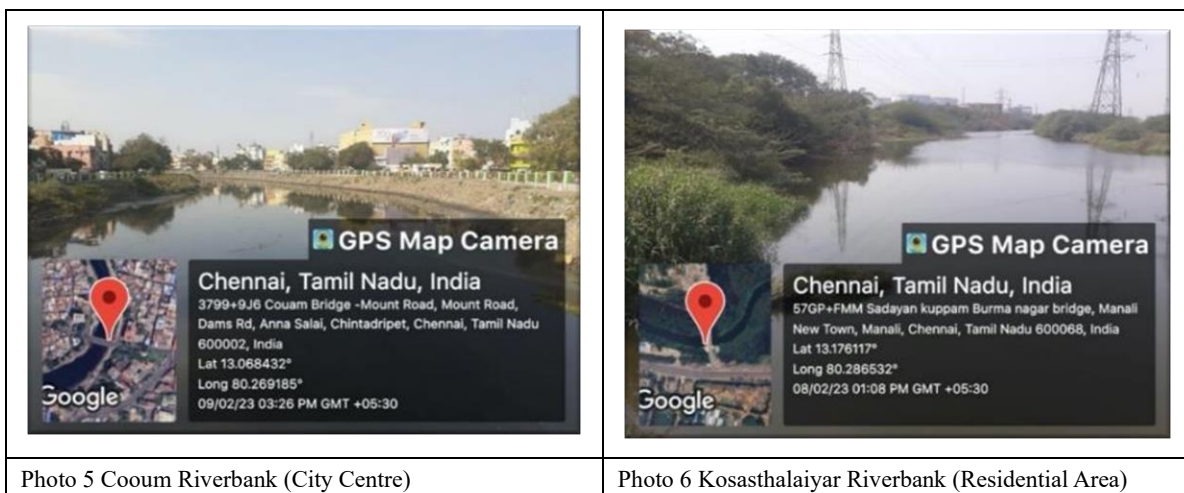 GPS Map Camera
Chennai, Tamil Nadu, India
3799+9J6 Couam Bridge -Mount Road, Mount Road,
Dams Rd, Anna Salai, Chintadripet, Chennai, Tamil Nadu
600002, India
Lat 13.068432°
Long 80.269185°
09/02/23 03:26 PM GMT +05:30
Google
Photo 5 Cooum Riverbank (City Centre)
GPS Map Camera
Chennai, Tamil Nadu, India
57GP+FMM Sadayan kuppam Burma nagar bridge, Manali
New Town, Manali, Chennai, Tamil Nadu 600068, India
Lat 13.176117°
Long 80.286532°
08/02/23 01:08 PM GMT +05:30
Google
Photo 6 Kosasthalaiyar Riverbank (Residential Area)